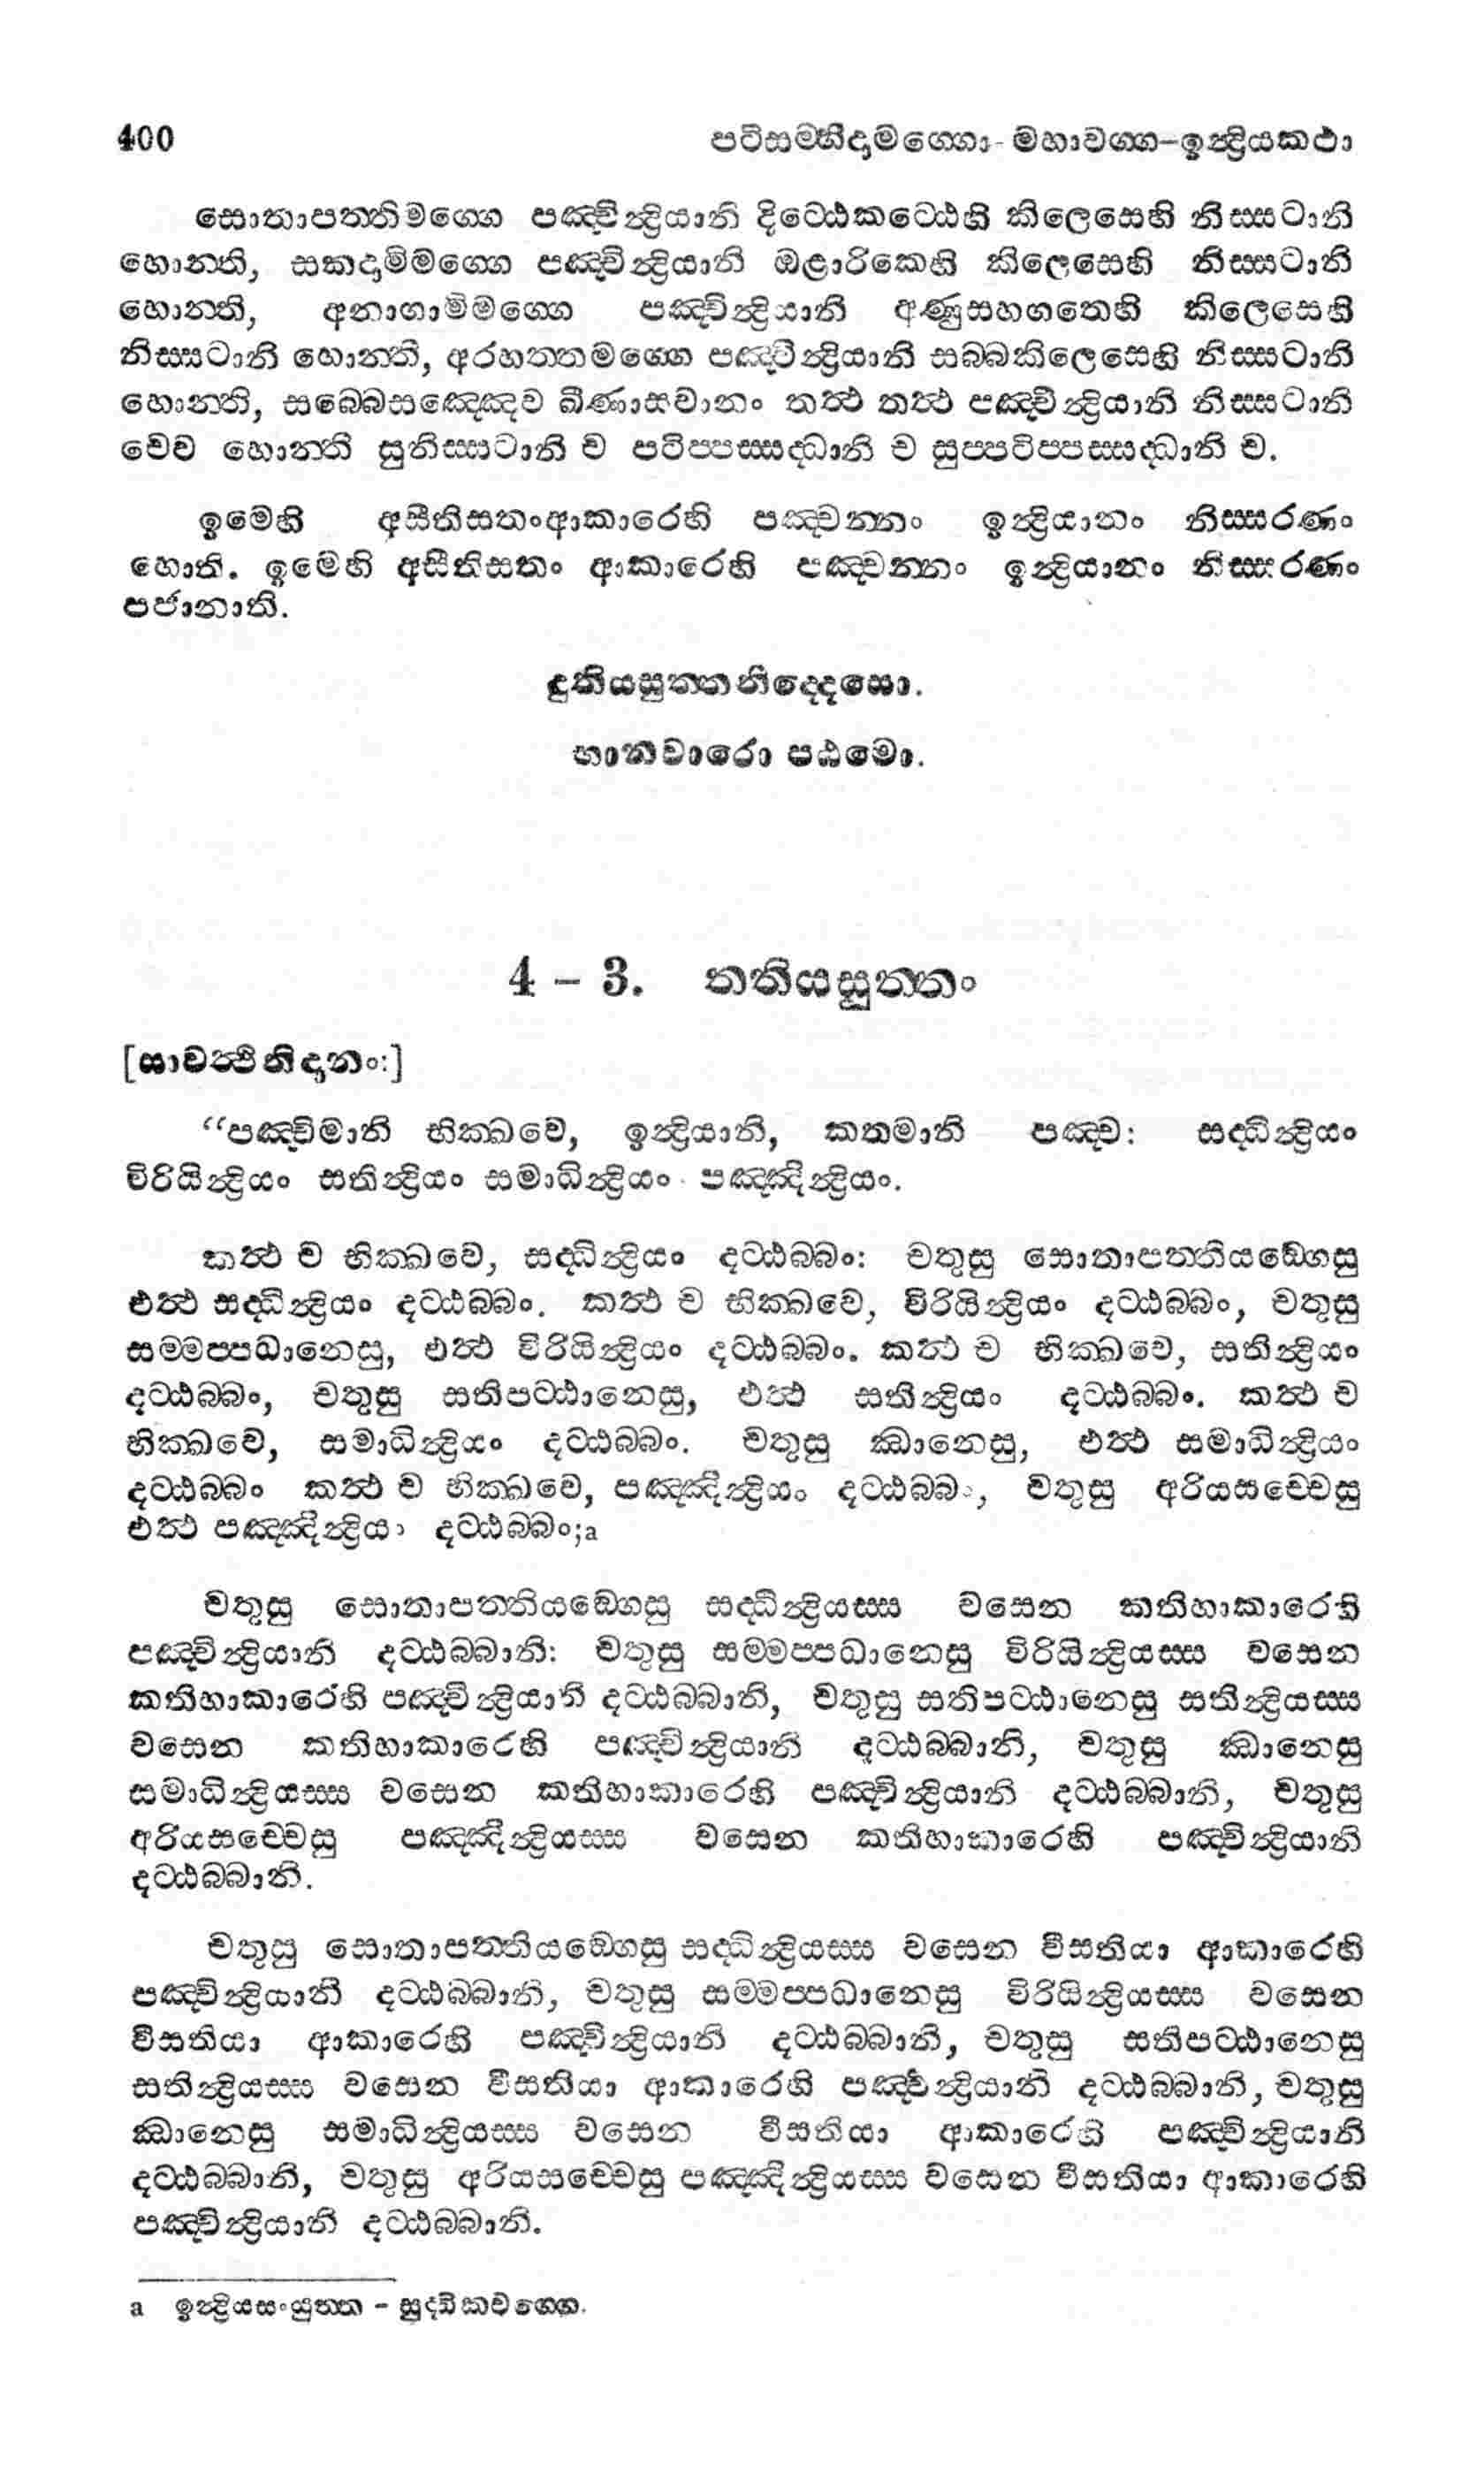 400 පටිසම්භිදාමග්ගො - මහාවග්ග–ඉන්ද්‍රියකථා
සොතාපත්තිමග්ගෙ පඤ්චින්ද්‍රියානි දිට්ඨෙකට්ඨෙහි කිලෙසෙහි නිස්සටානි
හොන්ති, සකදාමිමග්ගෙ පඤ්චින්ද්‍රියානි ඔළාරිකෙහි කිලෙසෙහි නිස්සටානි
හොන්ති, අනාගාමිමග්ගෙ පඤ්චින්ද්‍රියානි අණුසහගතෙහි කිලෙසෙහි
නිස්සටානි හොන්ති, අරහත්තමග්ගෙ පඤ්චින්ද්‍රියානි සබ්බකිලෙසෙහි නිස්සටානි
හොන්ති, සබ්බෙසඤ්ඤෙව ඛීණාසවානං තත්ථ තත්ථ පඤ්චින්ද්‍රියානි නිස්සටානි
චෙව හොන්ති සුනිස්සටානි ච පටිප්පස්සද්ධානි ච සුප්පටිප්පස්සද්ධානි ච.
ඉමෙහි අසීතිසතංආකාරෙහි පඤ්චන්නං ඉන්ද්‍රියානං නිස්සරණං
හොති. ඉමෙහි අසීතිසතං ආකාරෙහි පඤ්චන්නං ඉන්ද්‍රියානං නිස්සරණං
පජානාති.
දුතියසුත්තනිද්දෙසො.
භානවාරො පඨමො.
4 – 3. තතියසුත්තං
[සාවත්ථිනිදානං:]
“පඤ්චිමානි භික්ඛවෙ, ඉන්ද්‍රියානි, කතමානි පඤ්ච: සද්ධින්ද්‍රියං
විරියින්ද්‍රියං සතින්ද්‍රියං සමාධින්ද්‍රියං පඤ්ඤින්ද්‍රියං.
කත්ථ ච භික්ඛවෙ, සද්ධින්ද්‍රියං දට්ඨබ්බං: චතුසු සොතාපත්තියඞ්ගෙසු
එත්ථ සද්ධින්ද්‍රියං දට්ඨබ්බං. කත්ථ ච භික්ඛවෙ, විරියින්ද්‍රියං දට්ඨබ්බං, චතුසු
සම්මප්පධානෙසු, එත්ථ විරියින්ද්‍රියං දට්ඨබ්බං. කත්ථ ච භික්ඛවෙ, සතින්ද්‍රියං
දට්ඨබ්බං, චතුසු සතිපට්ඨානෙසු, එත්ථ සතින්ද්‍රියං දට්ඨබ්බං. කත්ථ ච
භික්ඛවෙ, සමාධින්ද්‍රියං දට්ඨබ්බං. චතුසු ඣානෙසු, එත්ථ සමාධින්ද්‍රියං
දට්ඨබ්බං කත්ථ ච භික්ඛවෙ, පඤ්ඤින්ද්‍රියං දට්ඨබ්බං, චතුසු අරියසච්චෙසු
එත්ථ පඤ්ඤින්ද්‍රියං දට්ඨබ්බං;a
චතුසු සොතාපත්තියඞ්ගෙසු සද්ධින්ද්‍රියස්ස වසෙන කතිහාකාරෙහි
පඤ්චින්ද්‍රියානි දට්ඨබ්බානි: චතුසු සම්මප්පධානෙසු විරියින්ද්‍රියස්ස වසෙන
කතිහාකාරෙහි පඤ්චින්ද්‍රියානි දට්ඨබ්බානි, චතුසු සතිපට්ඨානෙසු සතින්ද්‍රියස්ස
වසෙන කතිහාකාරෙහි පඤ්චින්ද්‍රියානි දට්ඨබ්බානි, චතුසු ඣානෙසු
සමාධින්ද්‍රියස්ස වසෙන කතිහාකාරෙහි පඤ්චින්ද්‍රියානි දට්ඨබ්බානි, චතුසු
අරියසච්චෙසු පඤ්ඤින්ද්‍රියස්ස වසෙන කතිහාකාරෙහි පඤ්චින්ද්‍රියානි
දට්ඨබ්බානි.
චතුසු සොතාපත්තියඞ්ගෙසු සද්ධින්ද්‍රියස්ස වසෙන වීසතියා ආකාරෙහි
පඤ්චින්ද්‍රියානි දට්ඨබ්බානි, චතුසු සම්මප්පධානෙසු විරියින්ද්‍රියස්ස වසෙන
වීසතියා ආකාරෙහි පඤ්චින්ද්‍රියානි දට්ඨබ්බානි, චතුසු සතිපට්ඨානෙසු
සතින්ද්‍රියස්ස වසෙන වීසතියා ආකාරෙහි පඤ්චින්ද්‍රියානි දට්ඨබ්බානි, චතුසු
ඣානෙසු සමාධින්ද්‍රියස්ස වසෙන වීසතියා ආකාරෙහි පඤ්චින්ද්‍රියානි
දට්ඨබ්බානි, චතුසු අරියසච්චෙසු පඤ්ඤින්ද්‍රියස්ස වසෙන වීසතියා ආකාරෙහි
පඤ්චින්ද්‍රියානි දට්ඨබ්බානි.
a ඉන්ද්‍රියසංයුත්ත - සුද්ධිකවග්ගෙ.